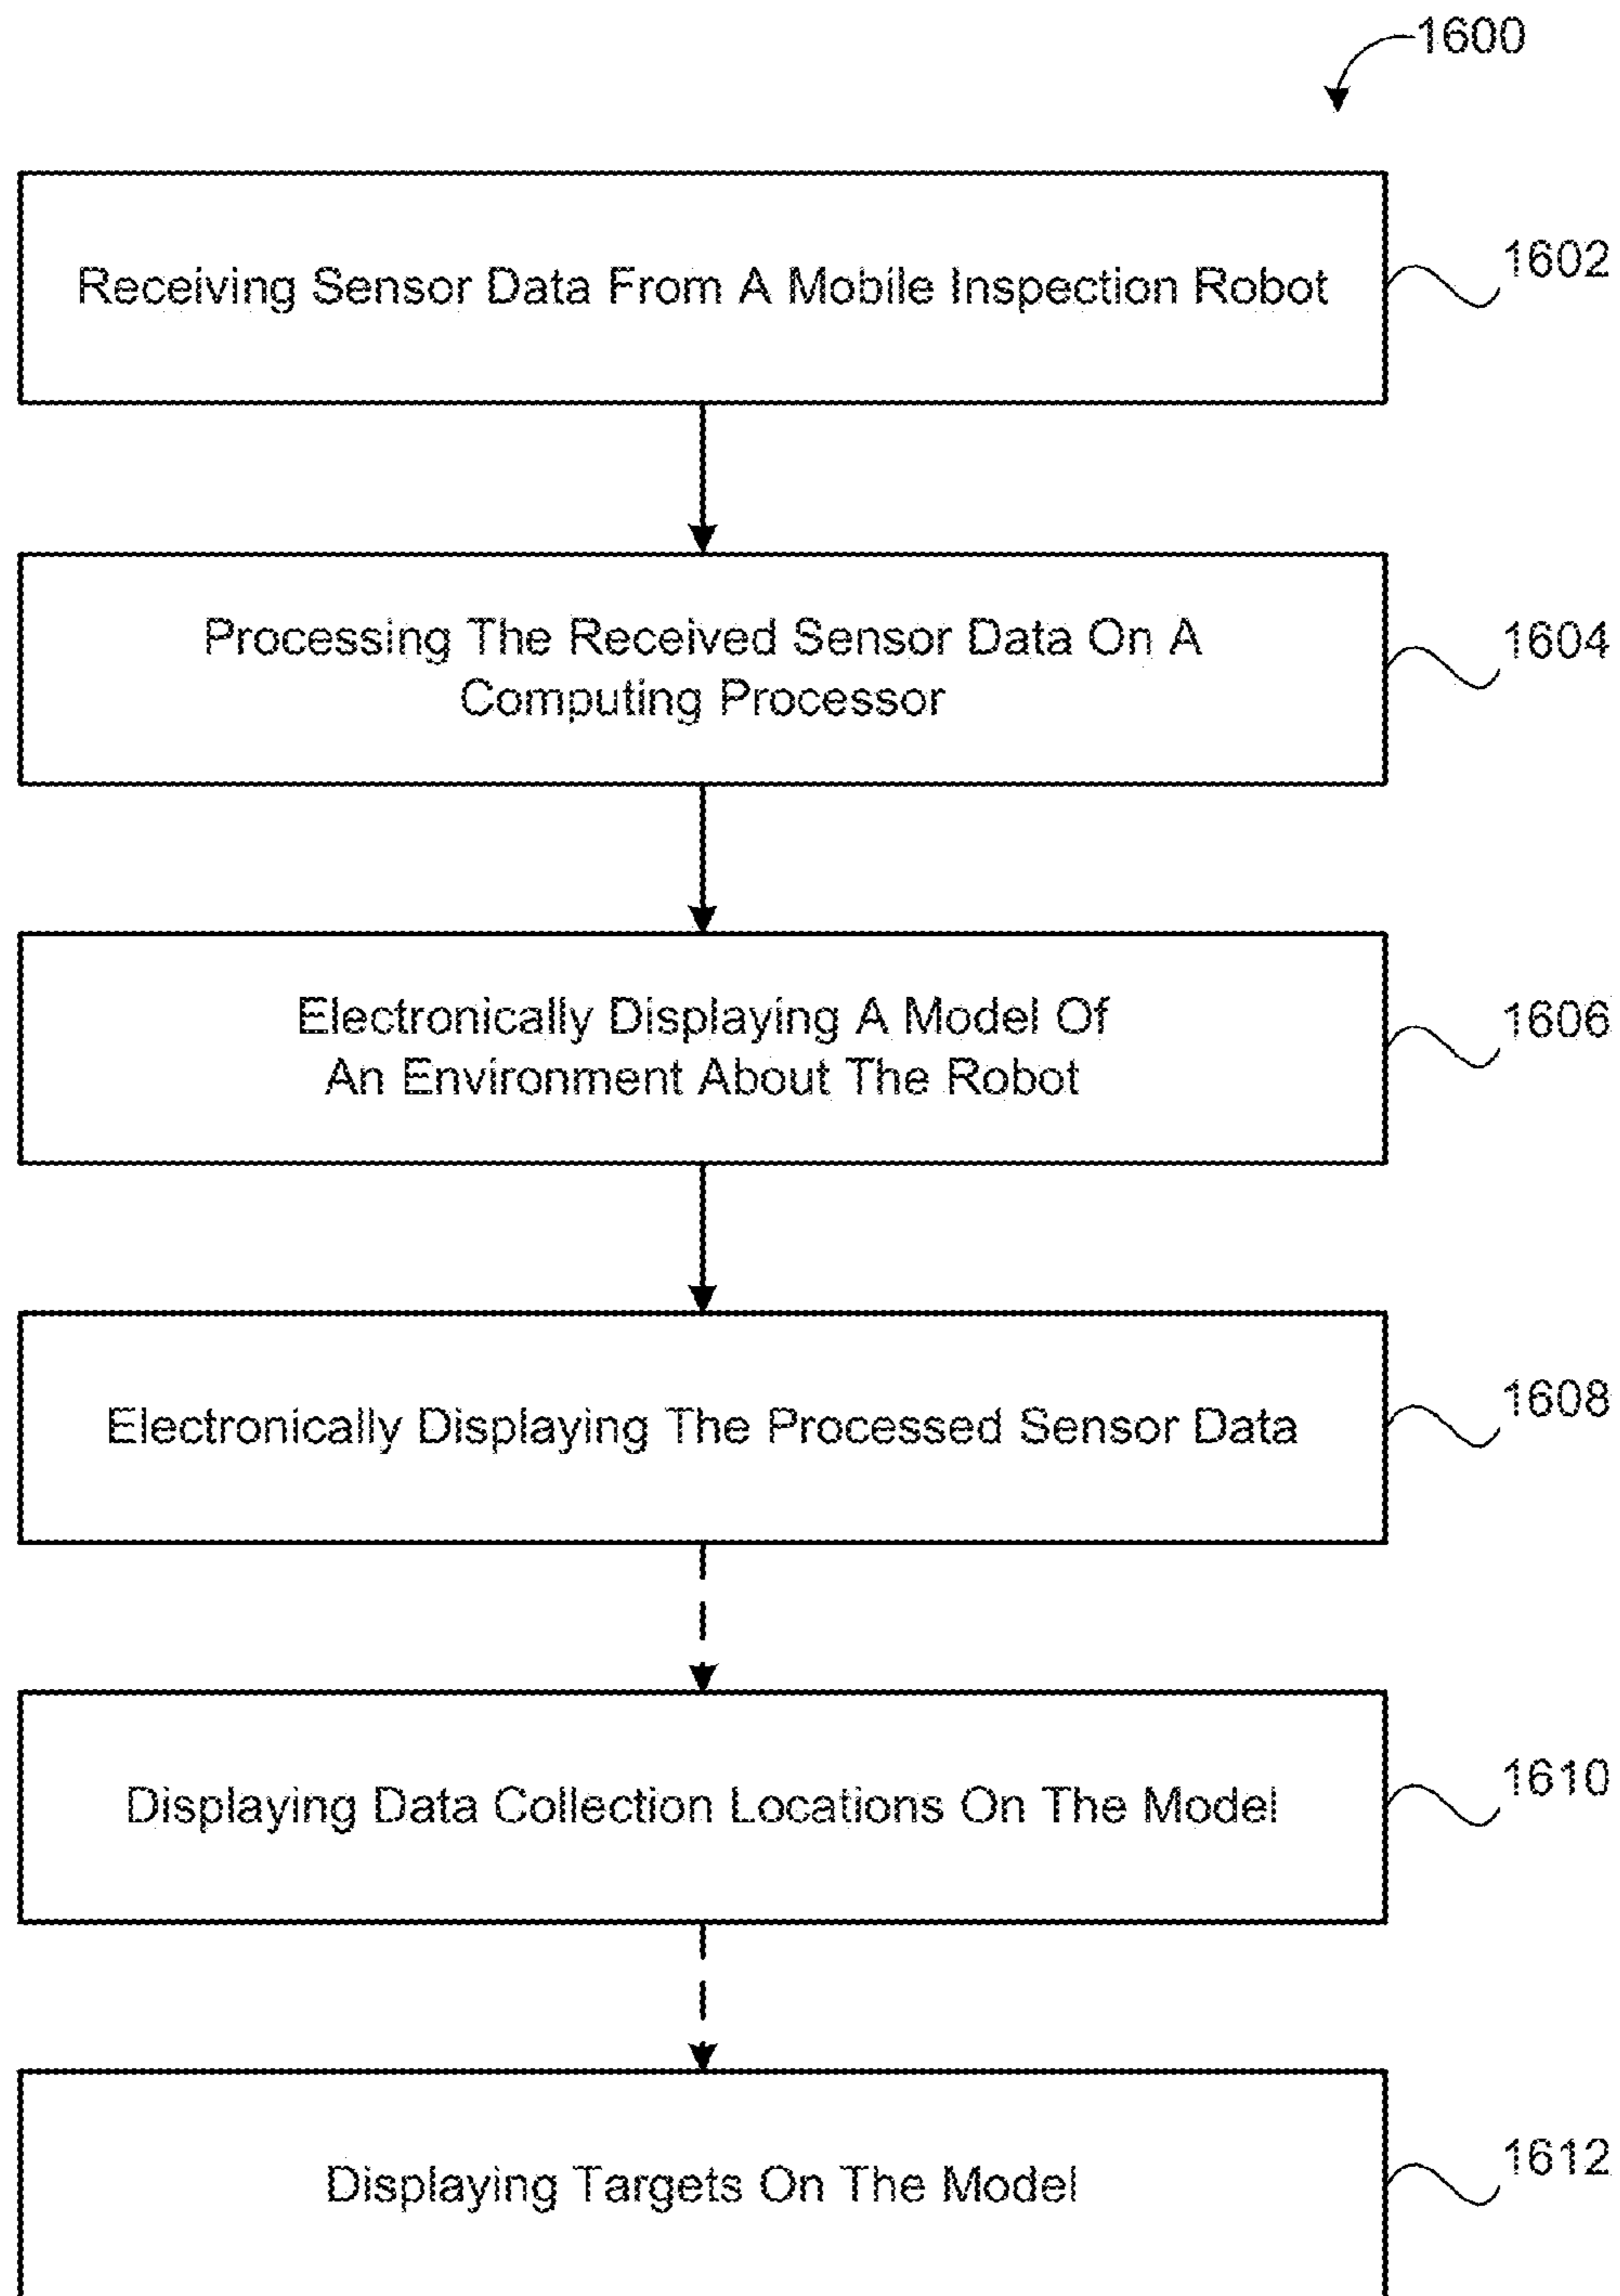 1600
Receiving Sensor Data From A Mobile Inspection Robot
1602
Processing The Received Sensor Data On A
Computing Processor
1604
Electronically Displaying A Model Of
An Environment About The Robot
1606
Electronically Displaying The Processed Sensor Data
1608
Displaying Data Collection Locations On The Model
1610
Displaying Targets On The Model
1612